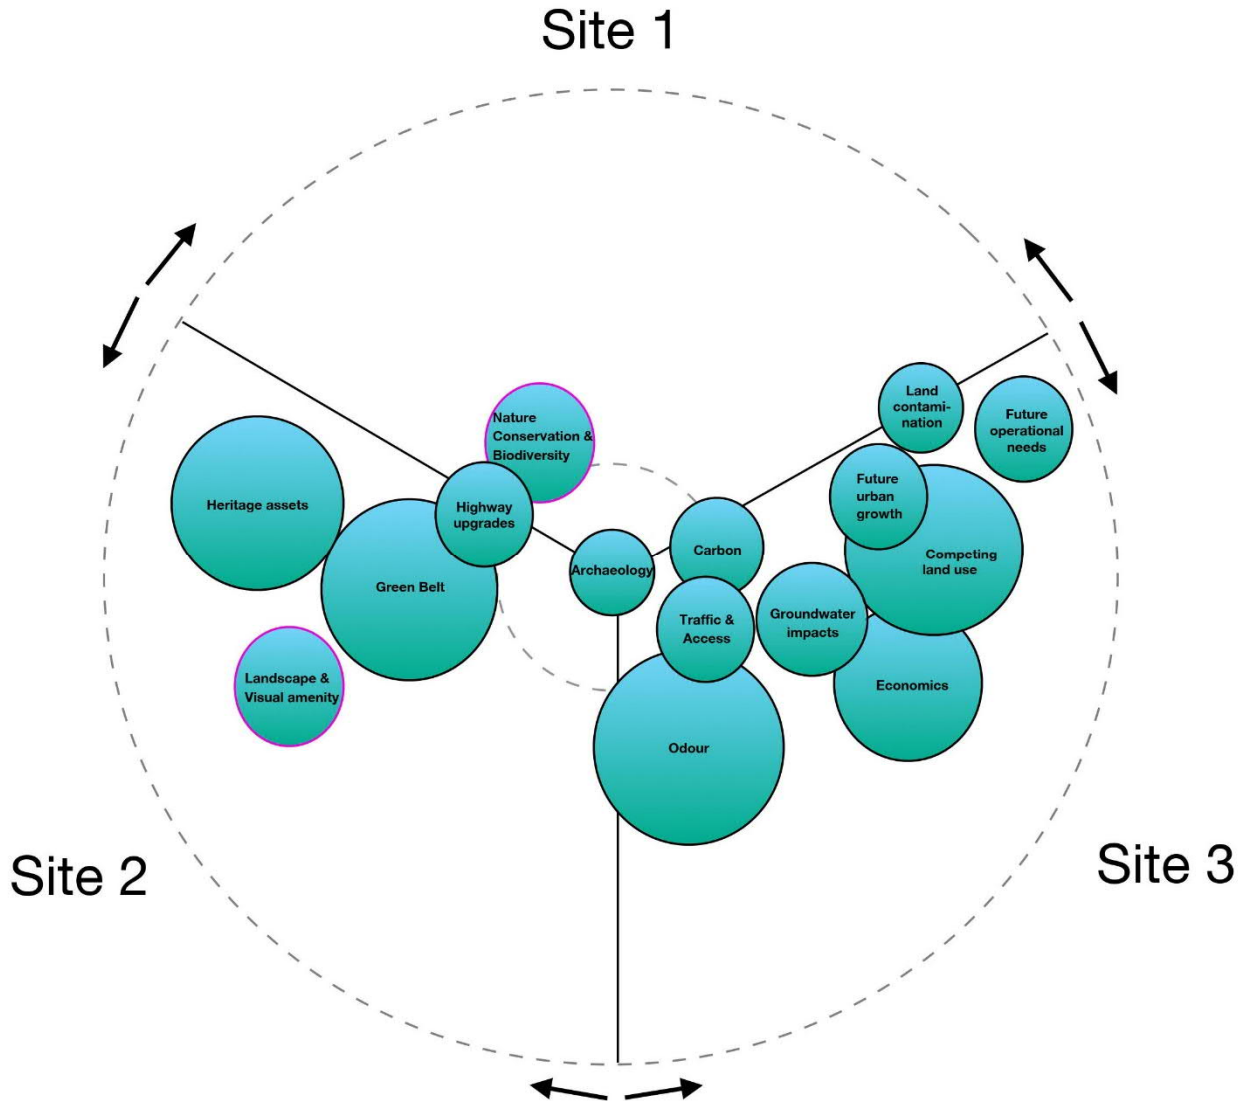 Site 1
Land
contami-
nation
Future
operational
needs
Nature
Conservation &
Biodiversity
Heritage assets
Highway
upgrades
Future
urban
growth
Carbon
Competing
land use
Archaeology
Green Belt
Traffic &
Access
Groundwater
impacts
Landscape &
Visual amenity
Economics
Odour
Site 2
Site 3